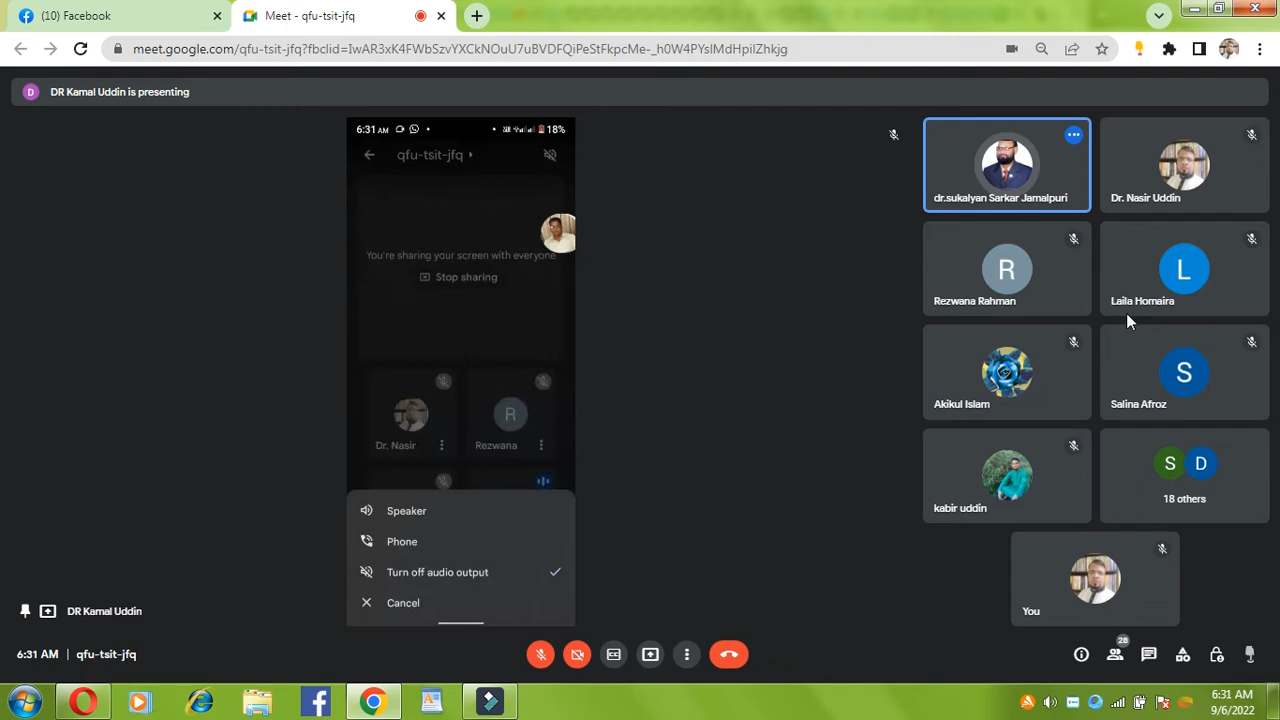 (10) Facebook
Meet - qfu-tsit-jfq
meet.google.com/qfu-tsit-jfq?fbclid=IwAR3xK4FWbSzvYXCkNOuU7uBVDFQiPeStFkpcMe-_h0W4PYsIMdHpilZhkjg
D DR Kamal Uddin is presenting
6:31 AM
18%
qfu-tsit-jfq
You're sharing your screen with everyone
Stop sharing
R
Dr. Nasir
Rezwana
Speaker
Phone
Turn off audio output
Cancel
dr.sukalyan Sarkar Jamalpuri
Dr. Nasir Uddin
R
Rezwana Rahman
L
Laila Homaira
Akikul Islam
S
Salina Afroz
kabir uddin
S D
18 others
You
DR Kamal Uddin
6:31 AM | qfu-tsit-jfq
28
6:31 AM
9/6/2022